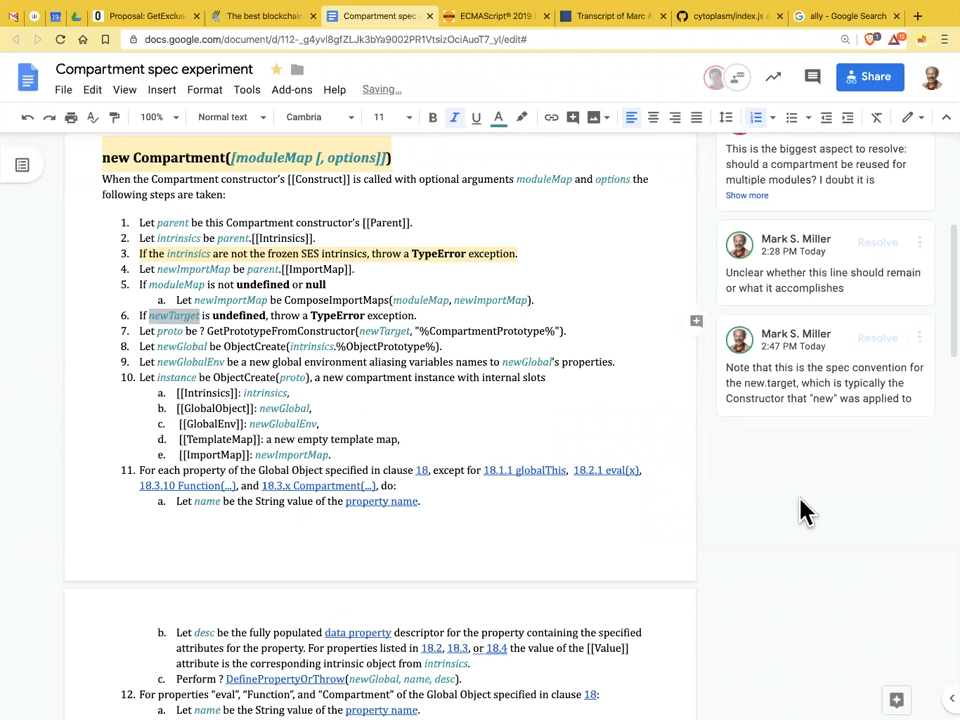 Proposal: GetExclus
The best blockchain
Compartment spec
ECMAScript® 2019 L
Transcript of Marc A
cytoplasm/index.js
ally - Google Search
docs.google.com/document/d/112-_g4yvl8gfZLJk3bYa9002PR1VtsizOciAuoT7_yl/edit#
12
Compartment spec experiment
File Edit View Insert Format Tools Add-ons Help Saving...
Share
100% Normal text Cambria 11 B I U A
new Compartment([moduleMap [, options]])
When the Compartment constructor's [[Construct]] is called with optional arguments moduleMap and options the
following steps are taken:
1. Let parent be this Compartment constructor's [[Parent]].
2. Let intrinsics be parent.[[Intrinsics]].
3. If the intrinsics are not the frozen SES intrinsics, throw a TypeError exception.
4. Let newImportMap be parent.[[ImportMap]].
5. If moduleMap is not undefined or null
a. Let newImportMap be ComposeImportMaps(moduleMap, newImportMap).
6. If newTarget is undefined, throw a TypeError exception.
7. Let proto be ? GetPrototypeFromConstructor(newTarget, "%CompartmentPrototype%").
8. Let newGlobal be ObjectCreate(intrinsics.%ObjectPrototype%).
9. Let newGlobalEnv be a new global environment aliasing variables names to newGlobal's properties.
10. Let instance be ObjectCreate(proto), a new compartment instance with internal slots
a. [[Intrinsics]]: intrinsics,
b. [[GlobalObject]]: newGlobal,
c. [[GlobalEnv]]: newGlobalEnv,
d. [[TemplateMap]]: a new empty template map,
e. [[ImportMap]]: newImportMap.
11. For each property of the Global Object specified in clause 18, except for 18.1.1 globalThis, 18.2.1 eval(x),
18.3.10 Function(...), and 18.3.x Compartment(...), do:
a. Let name be the String value of the property name.
b. Let desc be the fully populated data property descriptor for the property containing the specified
attributes for the property. For properties listed in 18.2, 18.3, or 18.4 the value of the [[Value]]
attribute is the corresponding intrinsic object from intrinsics.
c. Perform ? DefinePropertyOrThrow(newGlobal, name, desc).
12. For properties "eval", "Function", and "Compartment" of the Global Object specified in clause 18:
a. Let name be the String value of the property name.
This is the biggest aspect to resolve:
should a compartment be reused for
multiple modules? I doubt it is
Show more
Mark S. Miller
2:28 PM Today
Resolve
Unclear whether this line should remain
or what it accomplishes
Mark S. Miller
2:47 PM Today
Resolve
Note that this is the spec convention for
the new.target, which is typically the
Constructor that "new" was applied to